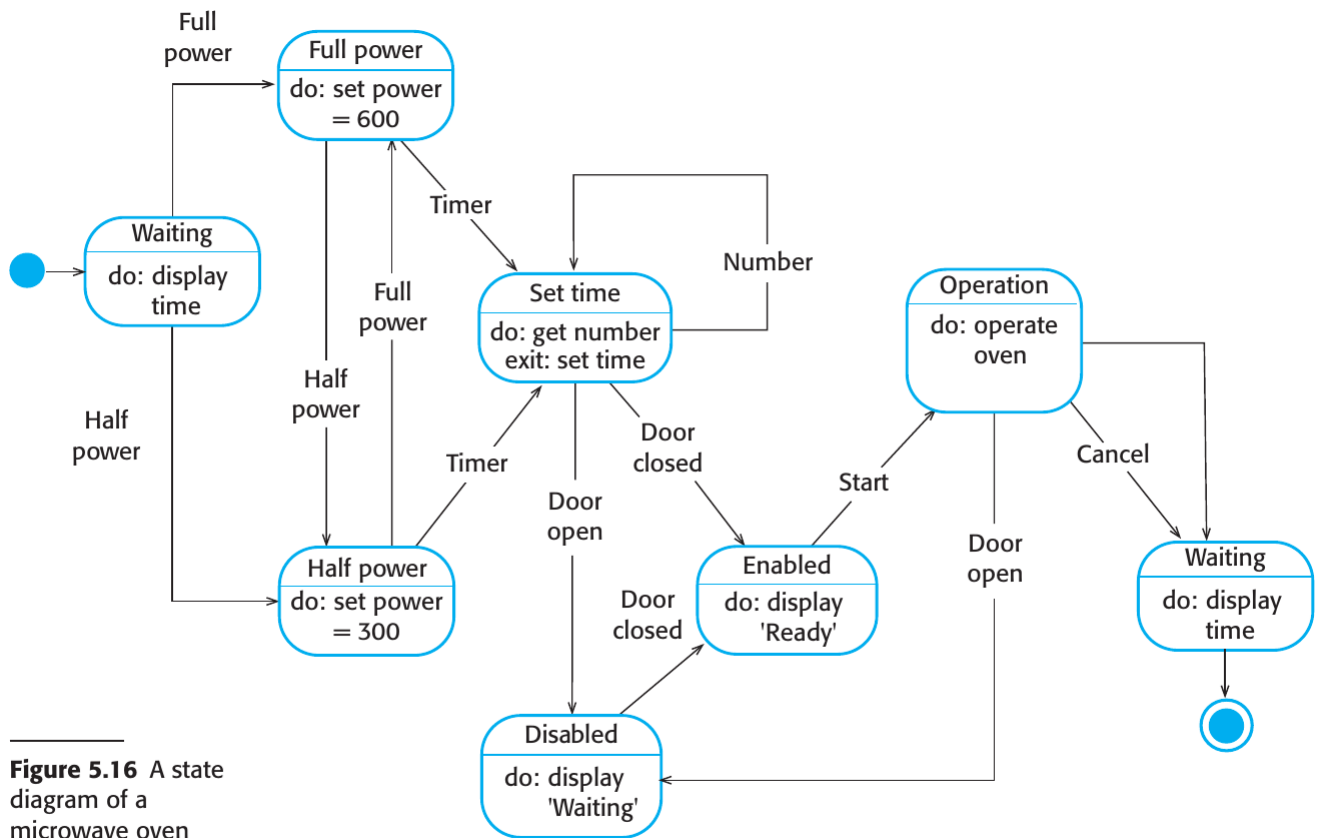 Full
power
Full power
do: set power
= 600
Timer
Waiting
do: display
time
Full
power
Half
power
Half
power
Set time
do: get number
exit: set time
Number
Operation
do: operate
oven
Door
closed
Timer
Door
open
Start
Cancel
Door
open
Half power
do: set power
= 300
Door
closed
Enabled
do: display
'Ready'
Waiting
do: display
time
Disabled
do: display
'Waiting'
Figure 5.16 A state
diagram of a
microwave oven